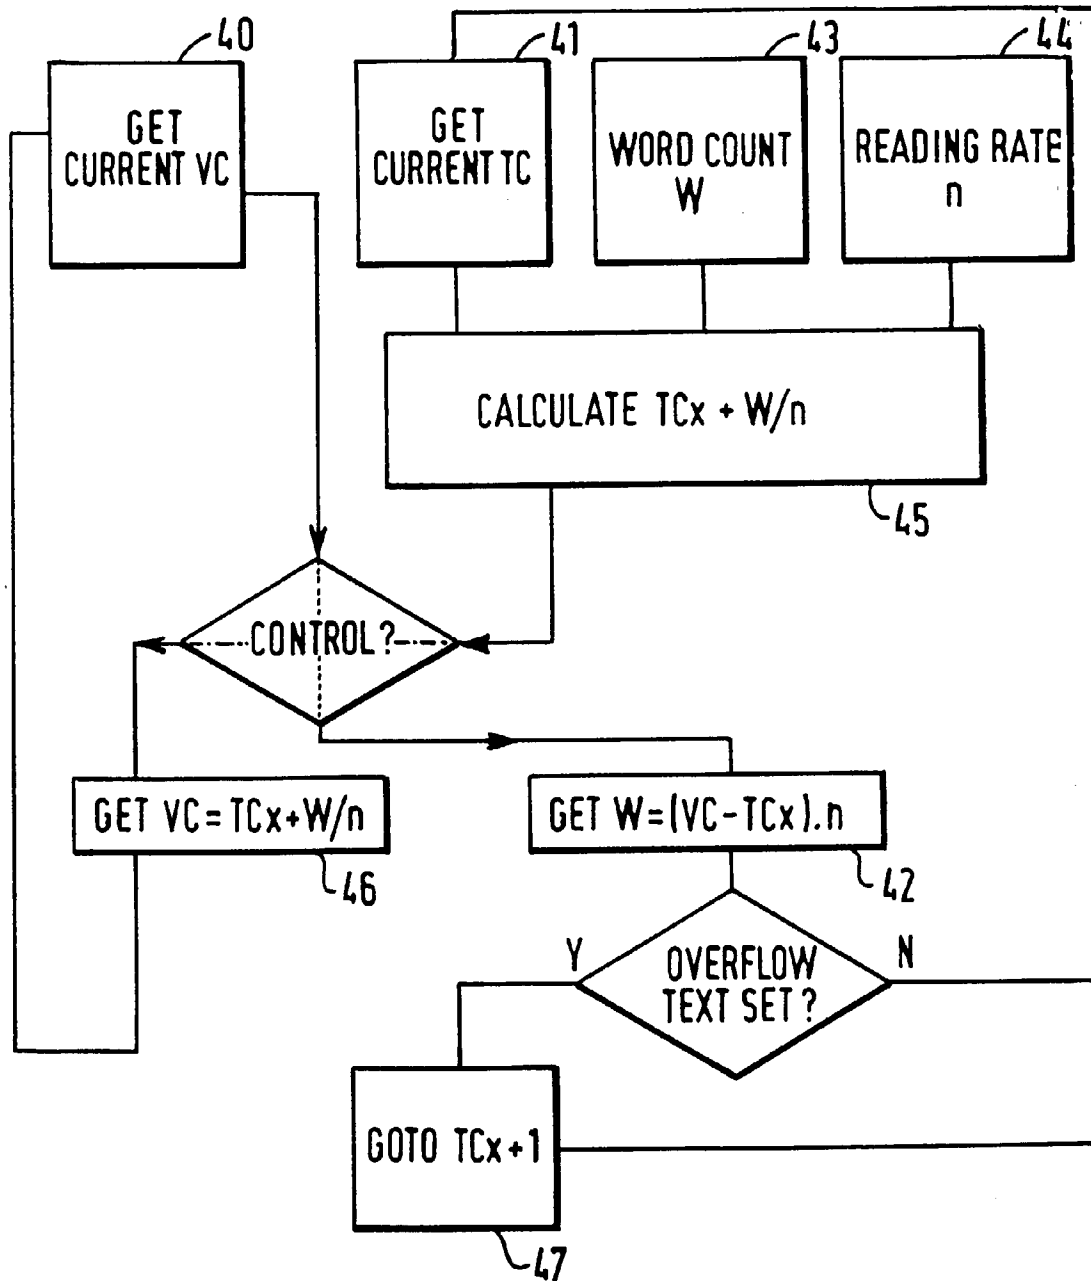 40
GET
CURRENT VC
41
GET
CURRENT TC
43
WORD COUNT
W
44
READING RATE
n
CALCULATE TCx + W/n
45
CONTROL?
GET VC=TCx+W/n
46
GET W=(VC-TCx).n
42
Y
OVERFLOW
TEXT SET?
N
GOTO TCx+1
47